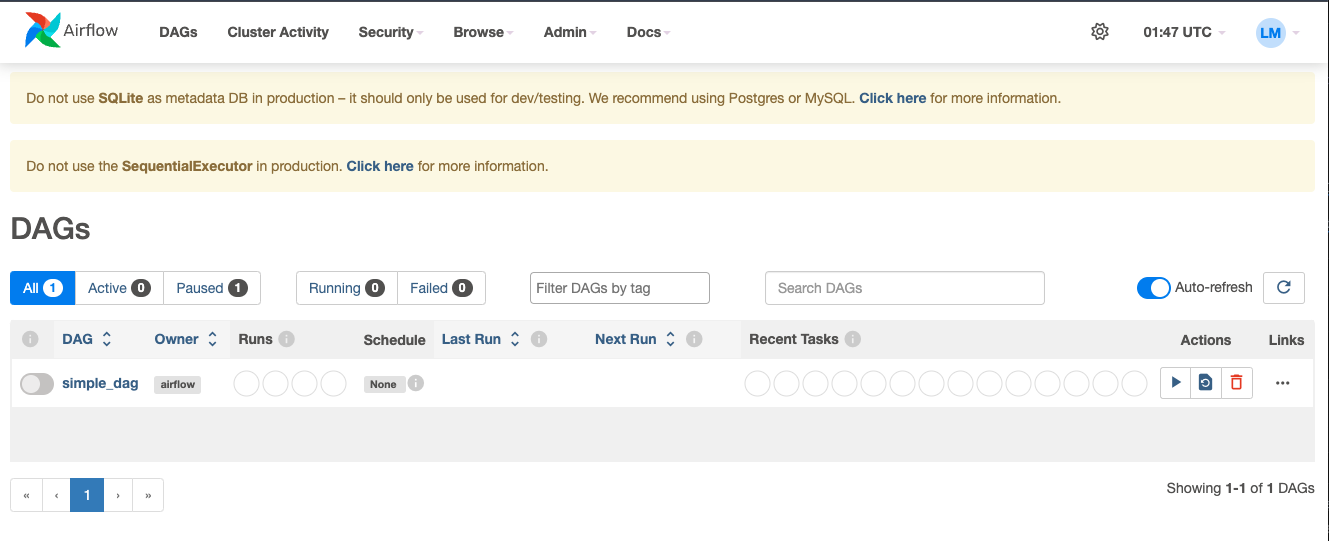 Airflow DAGs Cluster Activity Security Browse Admin Docs 01:47 UTC LM
Do not use SQLite as metadata DB in production – it should only be used for dev/testing. We recommend using Postgres or MySQL. Click here for more information.
Do not use the SequentialExecutor in production. Click here for more information.
DAGs
All 1 Active 0 Paused 1 Running 0 Failed 0 Filter DAGs by tag Search DAGs Auto-refresh
i DAG Owner Runs i Schedule Last Run i Next Run i Recent Tasks i Actions Links
simple_dag airflow None i ...
« ‹ 1 › » Showing 1-1 of 1 DAGs